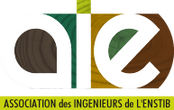 aie
ASSOCIATION des INGENIEURS de L'ENSTIB